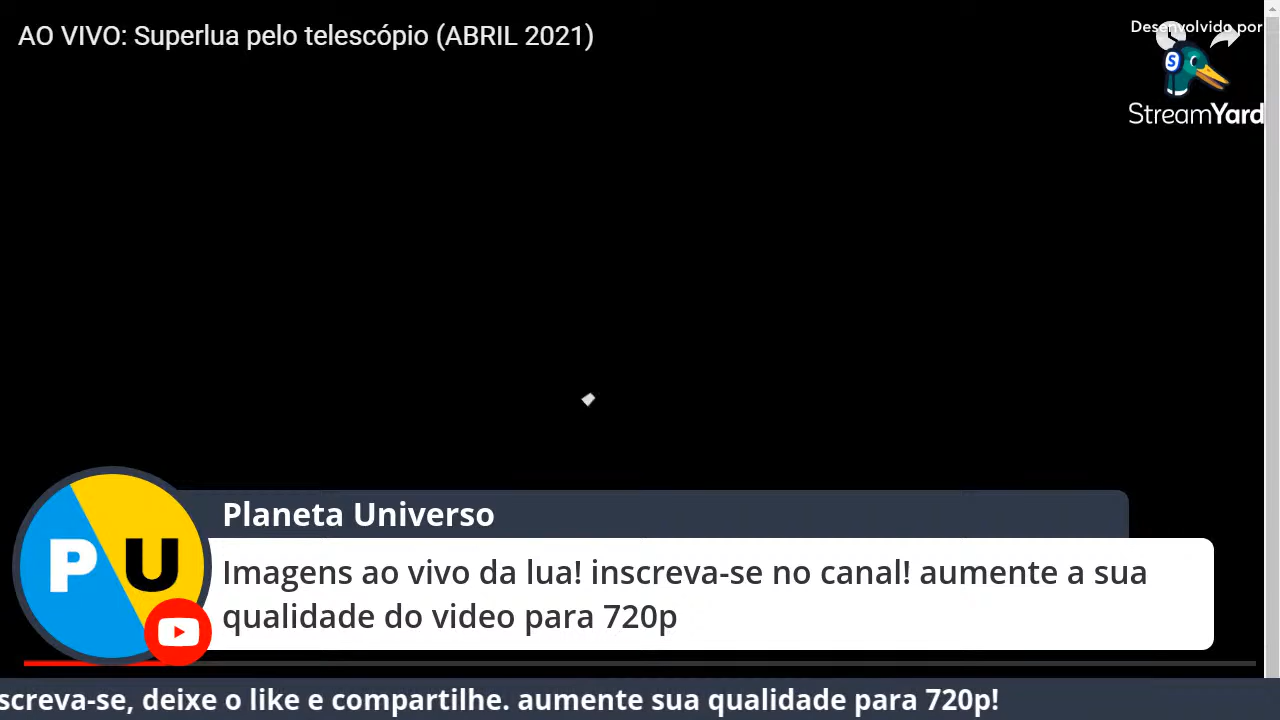 AO VIVO: Superlua pelo telescópio (ABRIL 2021)
Desenvolvido por
S
StreamYard
Planeta Universo
PU
Imagens ao vivo da lua! inscreva-se no canal! aumente a sua
qualidade do video para 720p
screva-se, deixe o like e compartilhe. aumente sua qualidade para 720p!